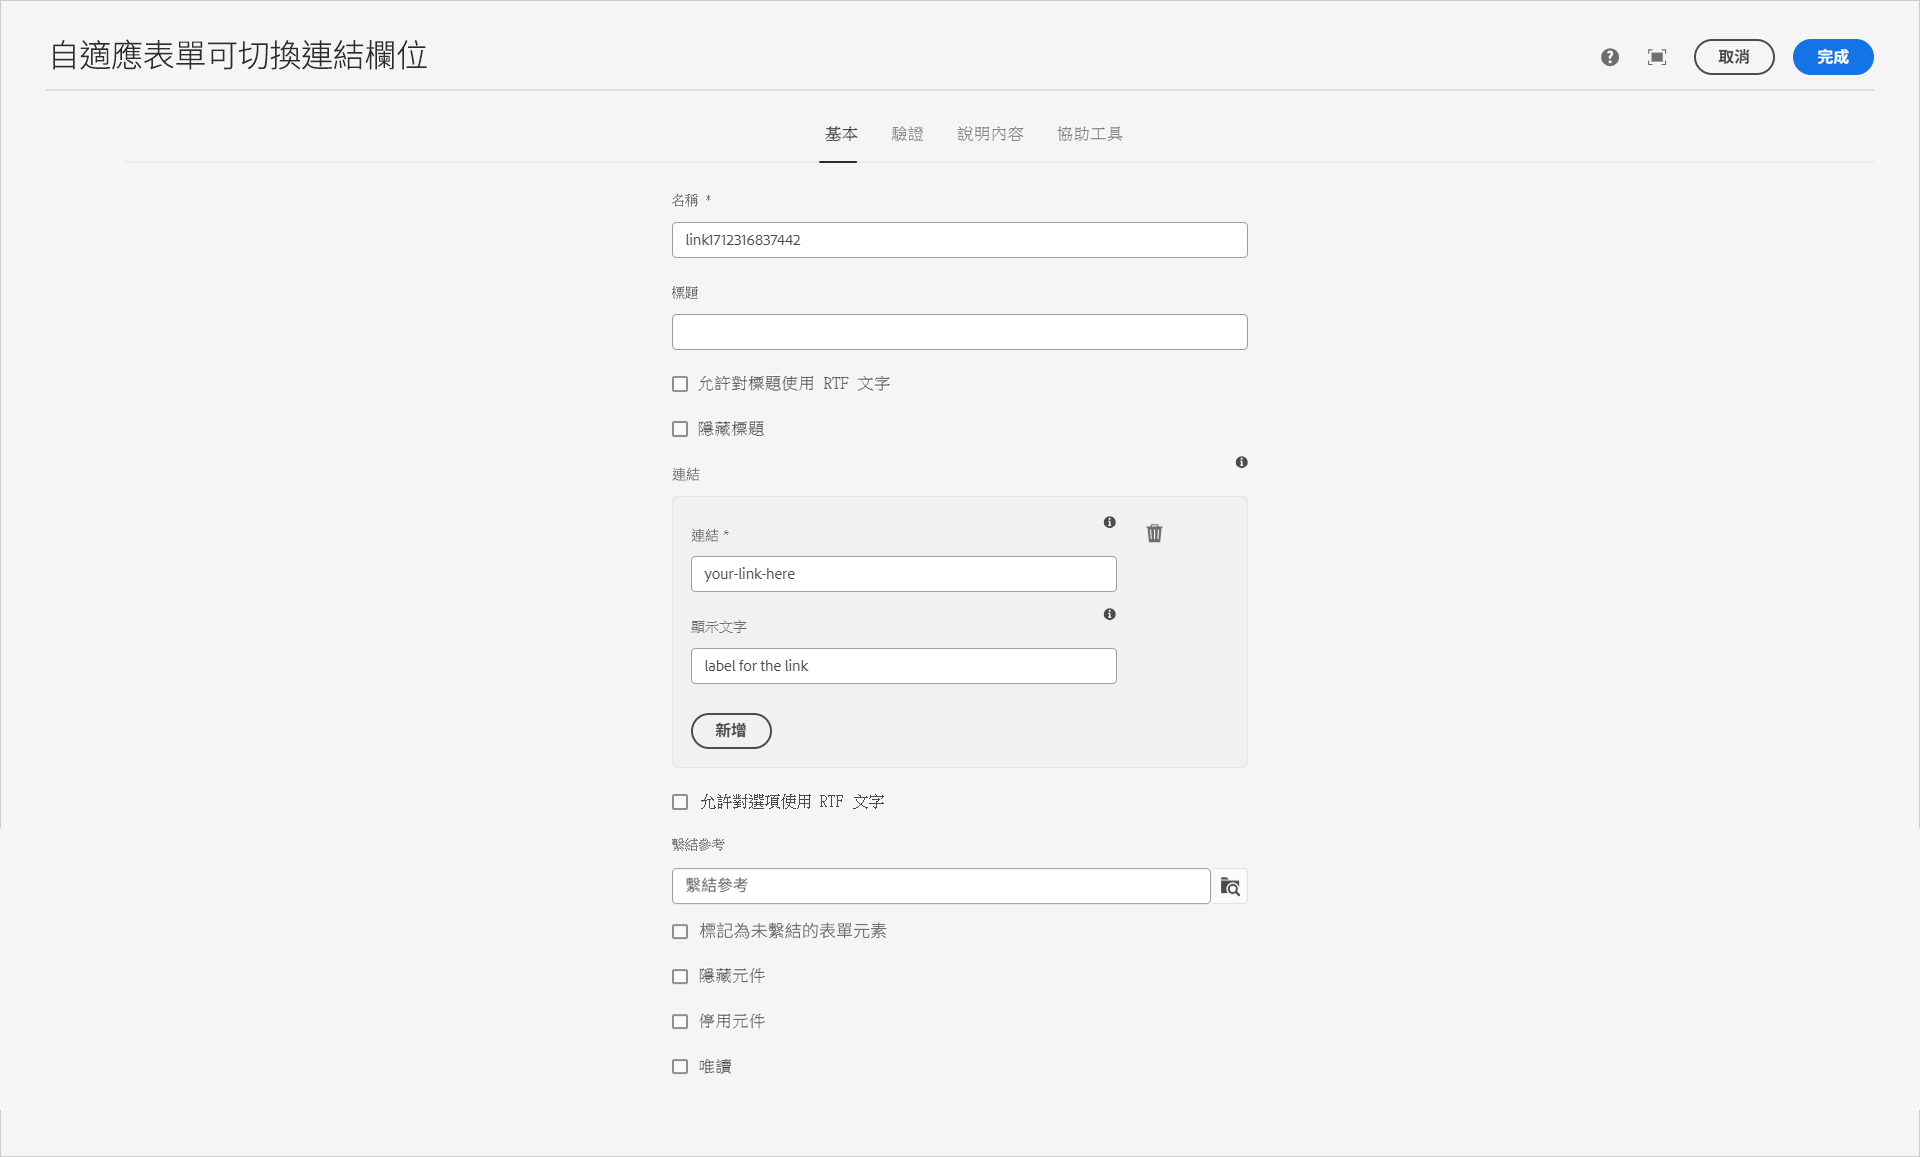 自適應表單可切換連結欄位
取消
完成
基本
驗證
說明內容
協助工具
名稱 *
link1712316837442
標題
允許對標題使用 RTF 文字
隱藏標題
連結
連結 *
your-link-here
顯示文字
label for the link
新增
允許對選項使用 RTF 文字
繫結參考
繫結參考
標記為未繫結的表單元素
隱藏元件
停用元件
唯讀